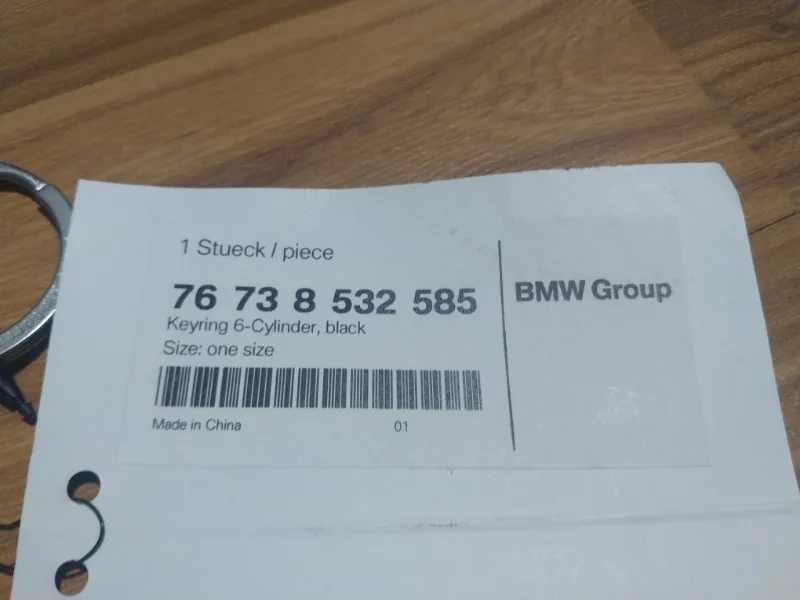 1 Stueck / piece
76 73 8 532 585
Keyring 6-Cylinder, black
Size: one size
Made in China
01
BMW Group